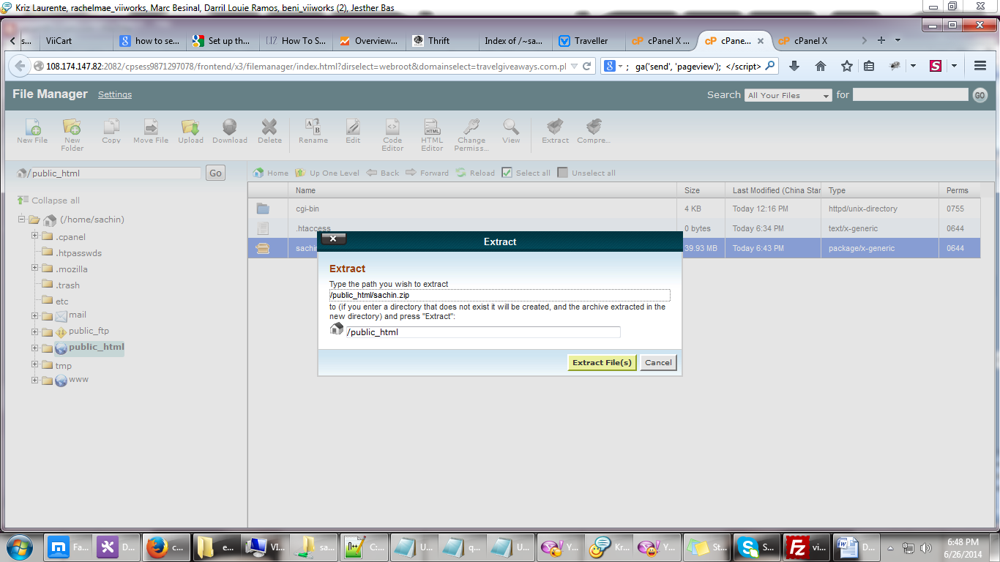 Kriz Laurente, rachelmae_viiworks, Marc Besinal, Darril Louie Ramos, beni_viiworks (2), Jesther Bas
s... ViiCart how to se... Set up th... How To S... Overview... Thrift Index of /~sa... Traveller cP cPanel X ... cP cPane... cP cPanel X
108.174.147.82:2082/cpsess9871297078/frontend/x3/filemanager/index.html?dirselect=webroot&domainselect=travelgiveaways.com.pl ; ga('send', 'pageview'); </script>
File Manager Settings Search All Your Files for GO
New File New Folder Copy Move File Upload Download Delete Rename Edit Code Editor HTML Editor Change Permiss... View Extract Compre...
/ public_html Go
Home Up One Level Back Forward Reload Select all Unselect all
Collapse all
(/home/sachin)
.cpanel
.htpasswds
.mozilla
.trash
etc
mail
public_ftp
public_html
tmp
www
Name Size Last Modified (China Star Type Perms
cgi-bin 4 KB Today 12:16 PM httpd/unix-directory 0755
.htaccess 0 bytes Today 6:34 PM text/x-generic 0644
sachin 39.93 MB Today 6:43 PM package/x-generic 0644
Extract
Extract
Type the path you wish to extract
/public_html/sachin.zip
to (if you enter a directory that does not exist it will be created, and the archive extracted in the
new directory) and press "Extract":
/public_html
Extract File(s) Cancel
Fa... D... c... e... VI... sa... C:... U... q... U... Y... Kr... Y... St... S... vi... D...
6:48 PM
6/26/2014